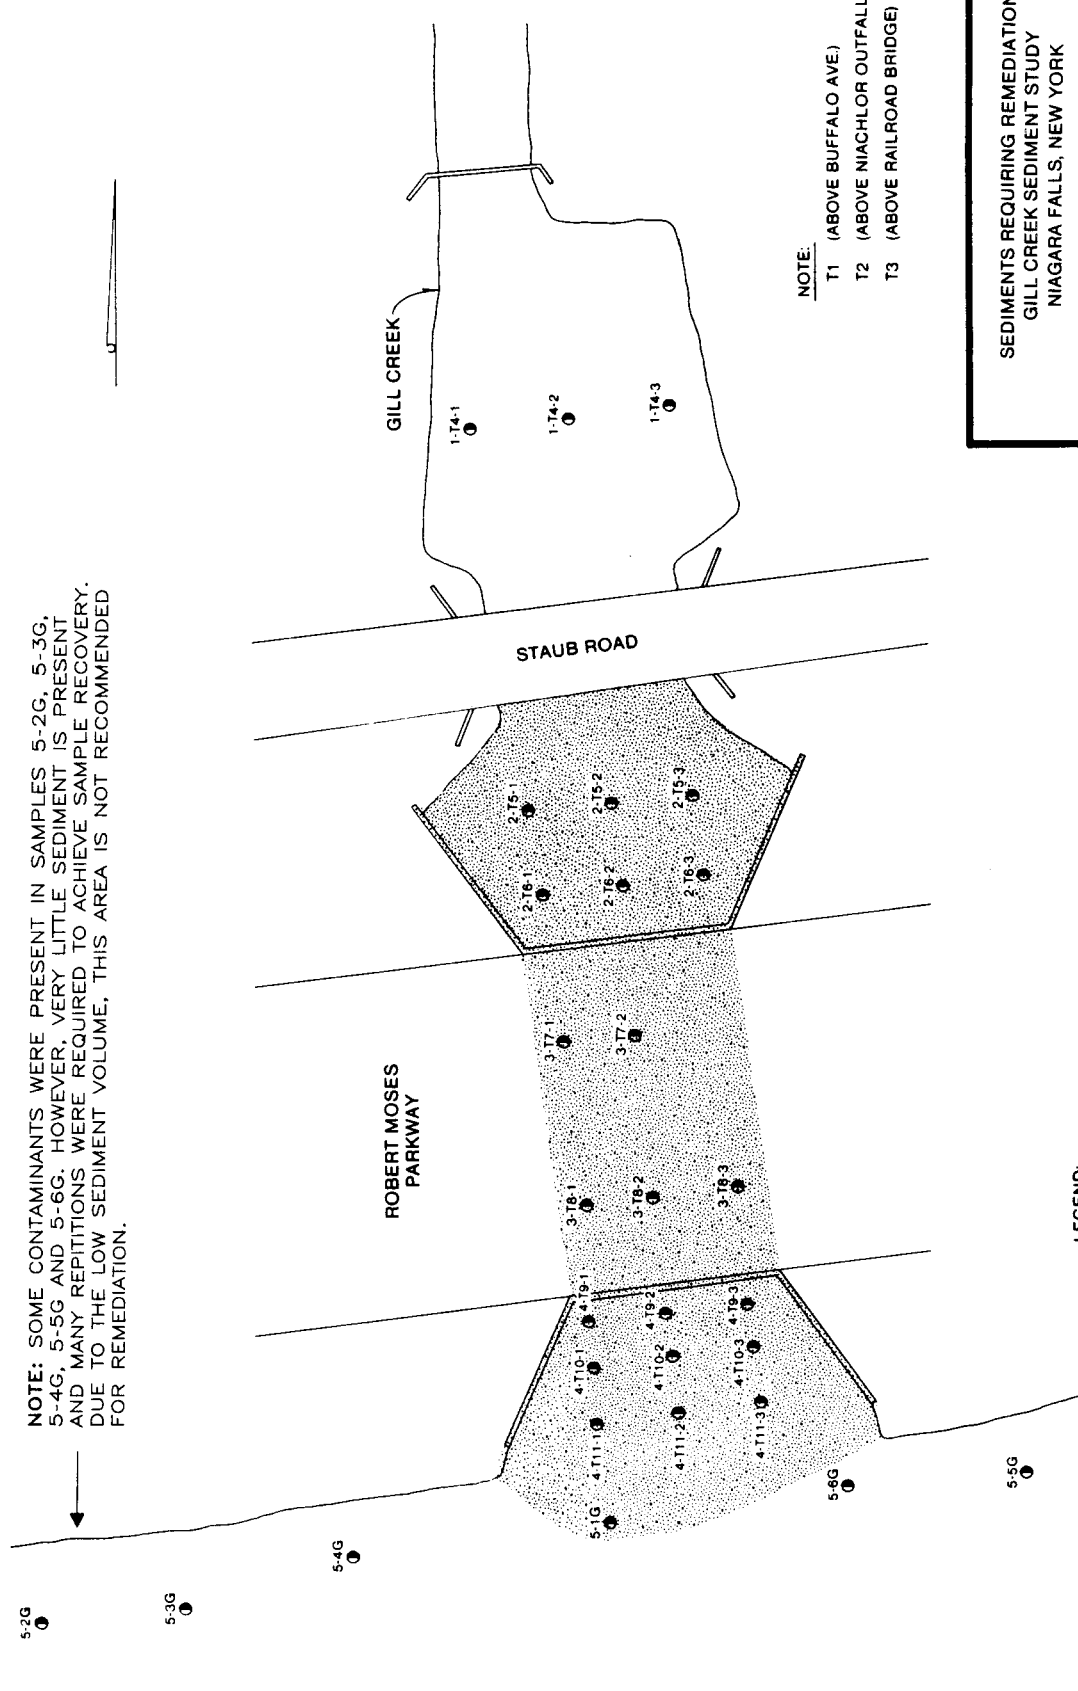 NOTE: SOME CONTAMINANTS WERE PRESENT IN SAMPLES 5-2G, 5-3G,
5-4G, 5-5G AND 5-6G. HOWEVER, VERY LITTLE SEDIMENT IS PRESENT
AND MANY REPITITIONS WERE REQUIRED TO ACHIEVE SAMPLE RECOVERY.
DUE TO THE LOW SEDIMENT VOLUME, THIS AREA IS NOT RECOMMENDED
FOR REMEDIATION.
5-2G
5-3G
5-4G
5-1G
5-6G
5-5G
4-T11-1
4-T11-2
4-T11-3
4-T10-1
4-T10-2
4-T10-3
4-T9-1
4-T9-2
4-T9-3
ROBERT MOSES
PARKWAY
3-T8-1
3-T8-2
3-T8-3
3-T7-1
3-T7-2
2-T6-1
2-T6-2
2-T6-3
2-T5-1
2-T5-2
2-T5-3
STAUB ROAD
GILL CREEK
1-T4-1
1-T4-2
1-T4-3
NOTE:
T1 (ABOVE BUFFALO AVE.)
T2 (ABOVE NIACHLOR OUTFALL
T3 (ABOVE RAILROAD BRIDGE)
SEDIMENTS REQUIRING REMEDIATION
GILL CREEK SEDIMENT STUDY
NIAGARA FALLS, NEW YORK
LEGEND: